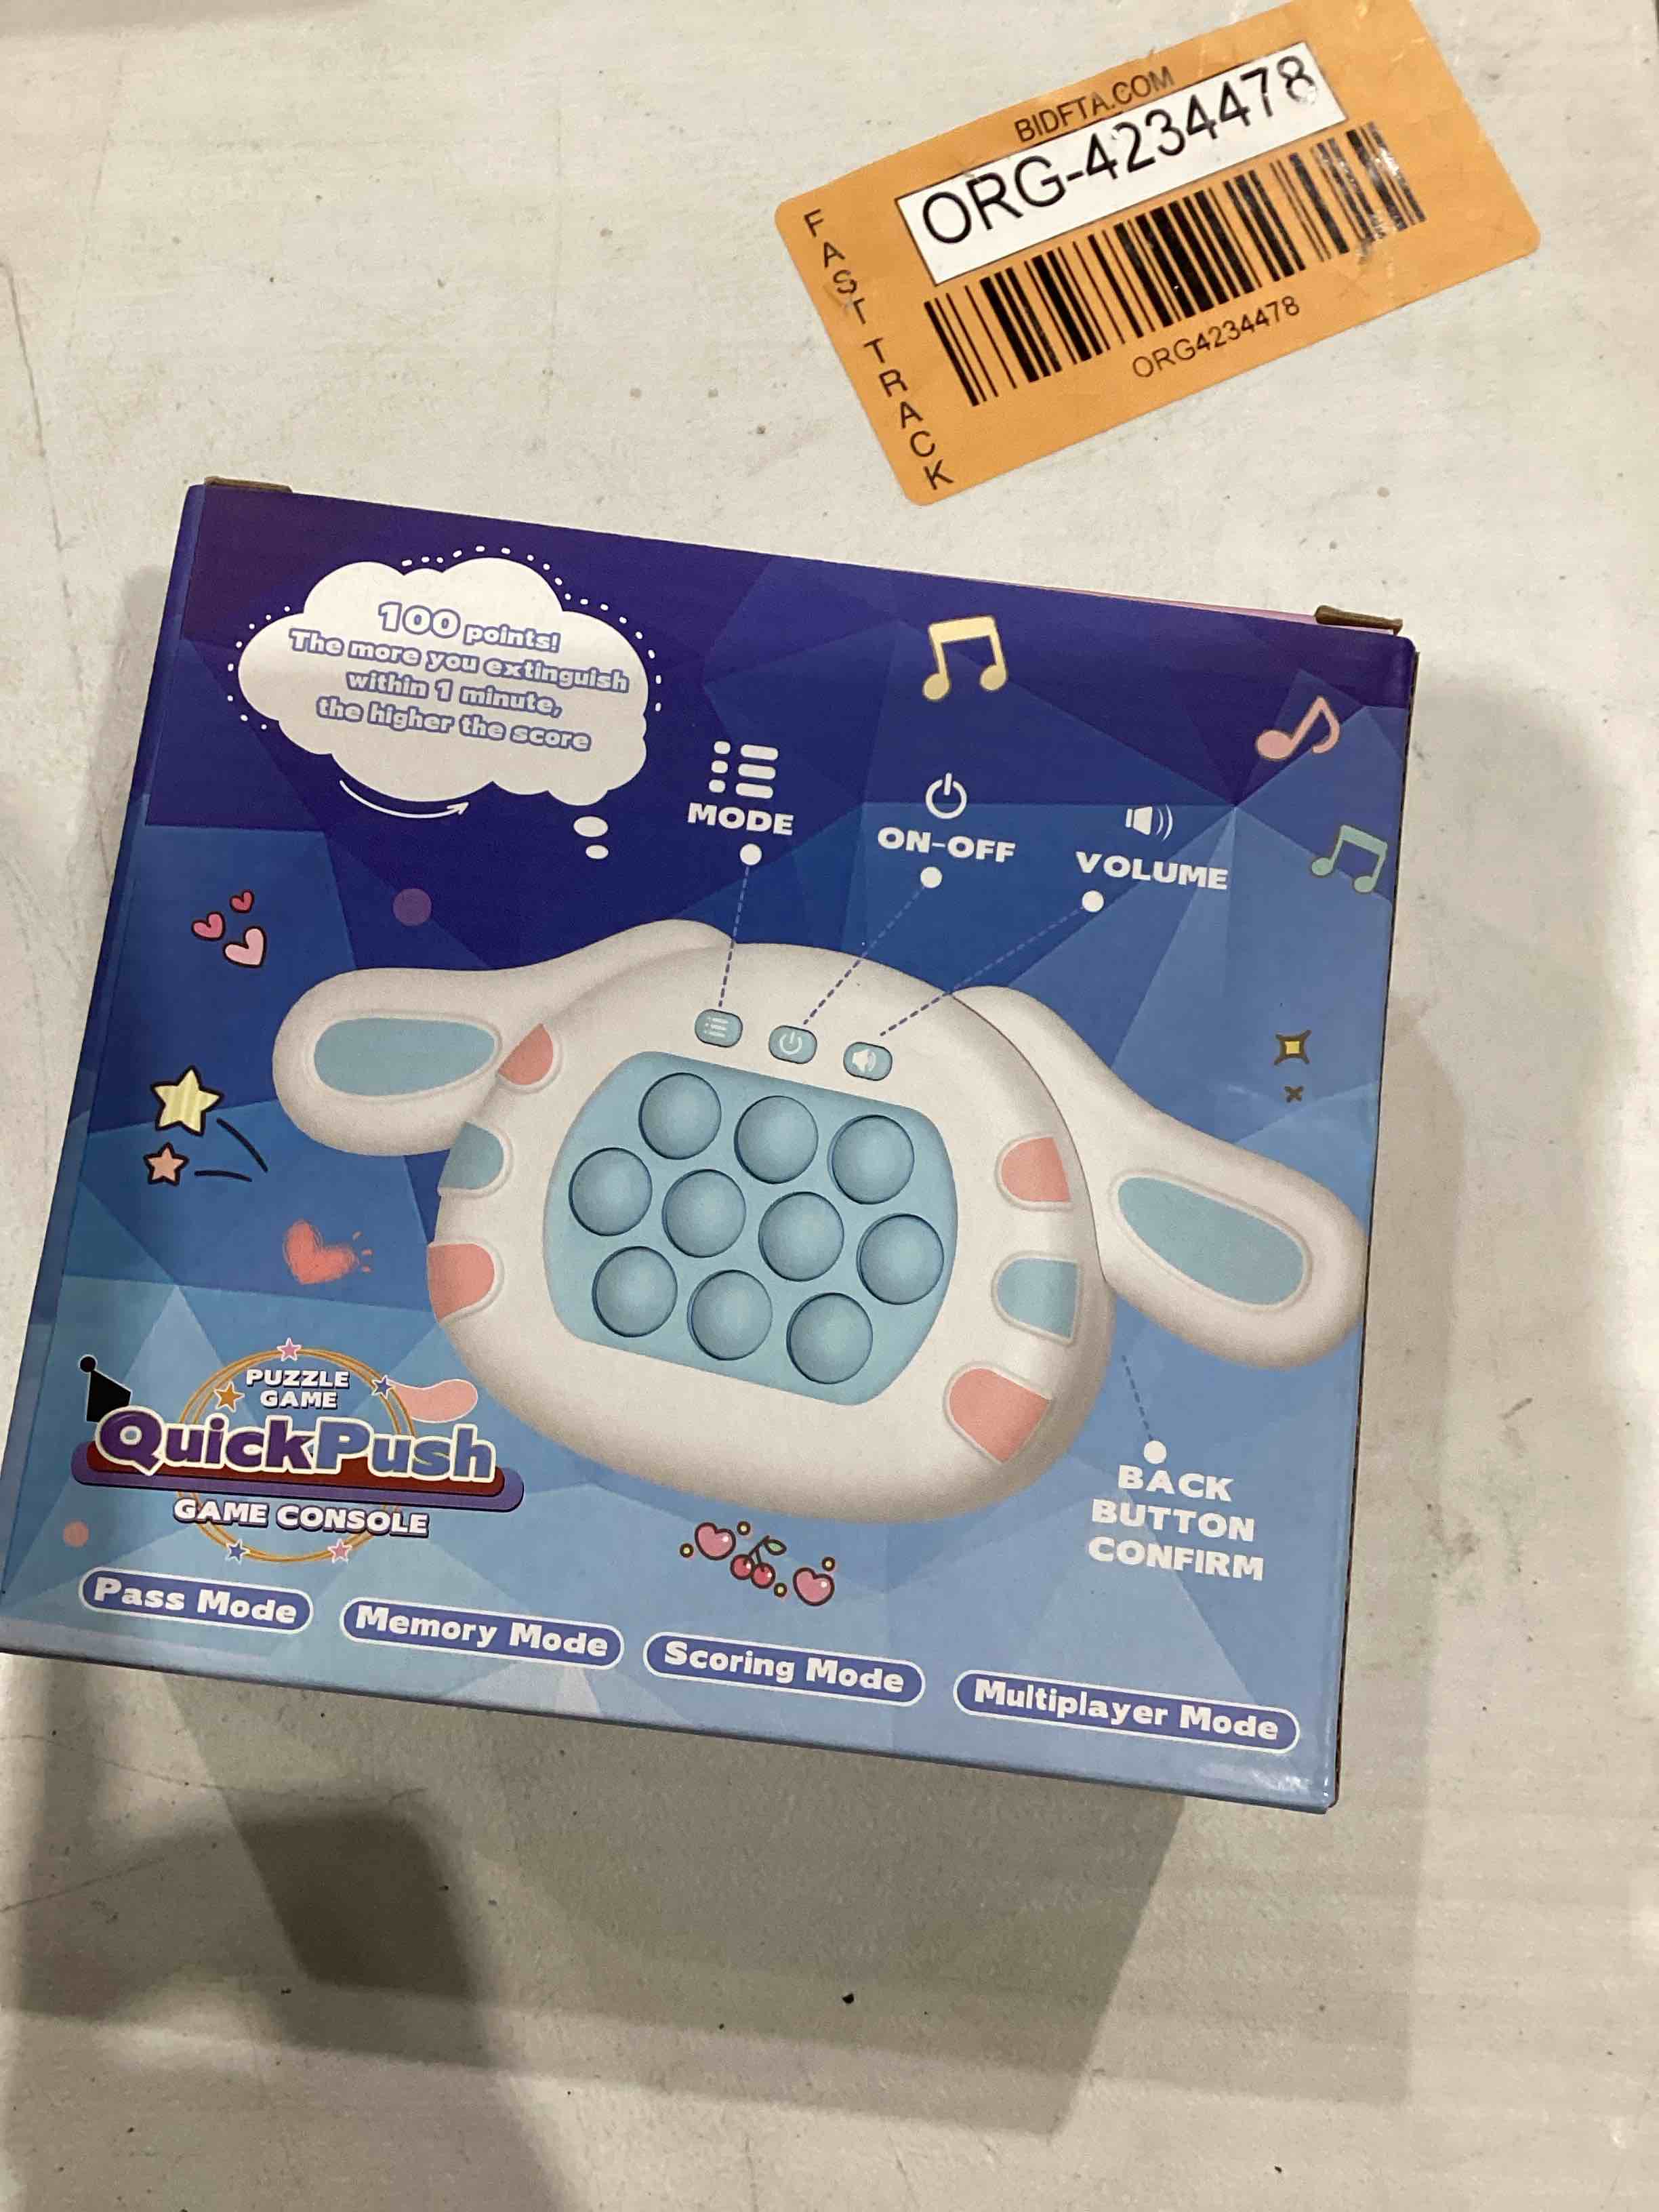 BIDFTA.COM
ORG-4234478
FAST TRACK
ORG4234478
100 points!
The more you extinguish
within 1 minute,
the higher the score
MODE
ON-OFF
VOLUME
PUZZLE
GAME
QuickPush
GAME CONSOLE
BACK
BUTTON
CONFIRM
Pass Mode
Memory Mode
Scoring Mode
Multiplayer Mode